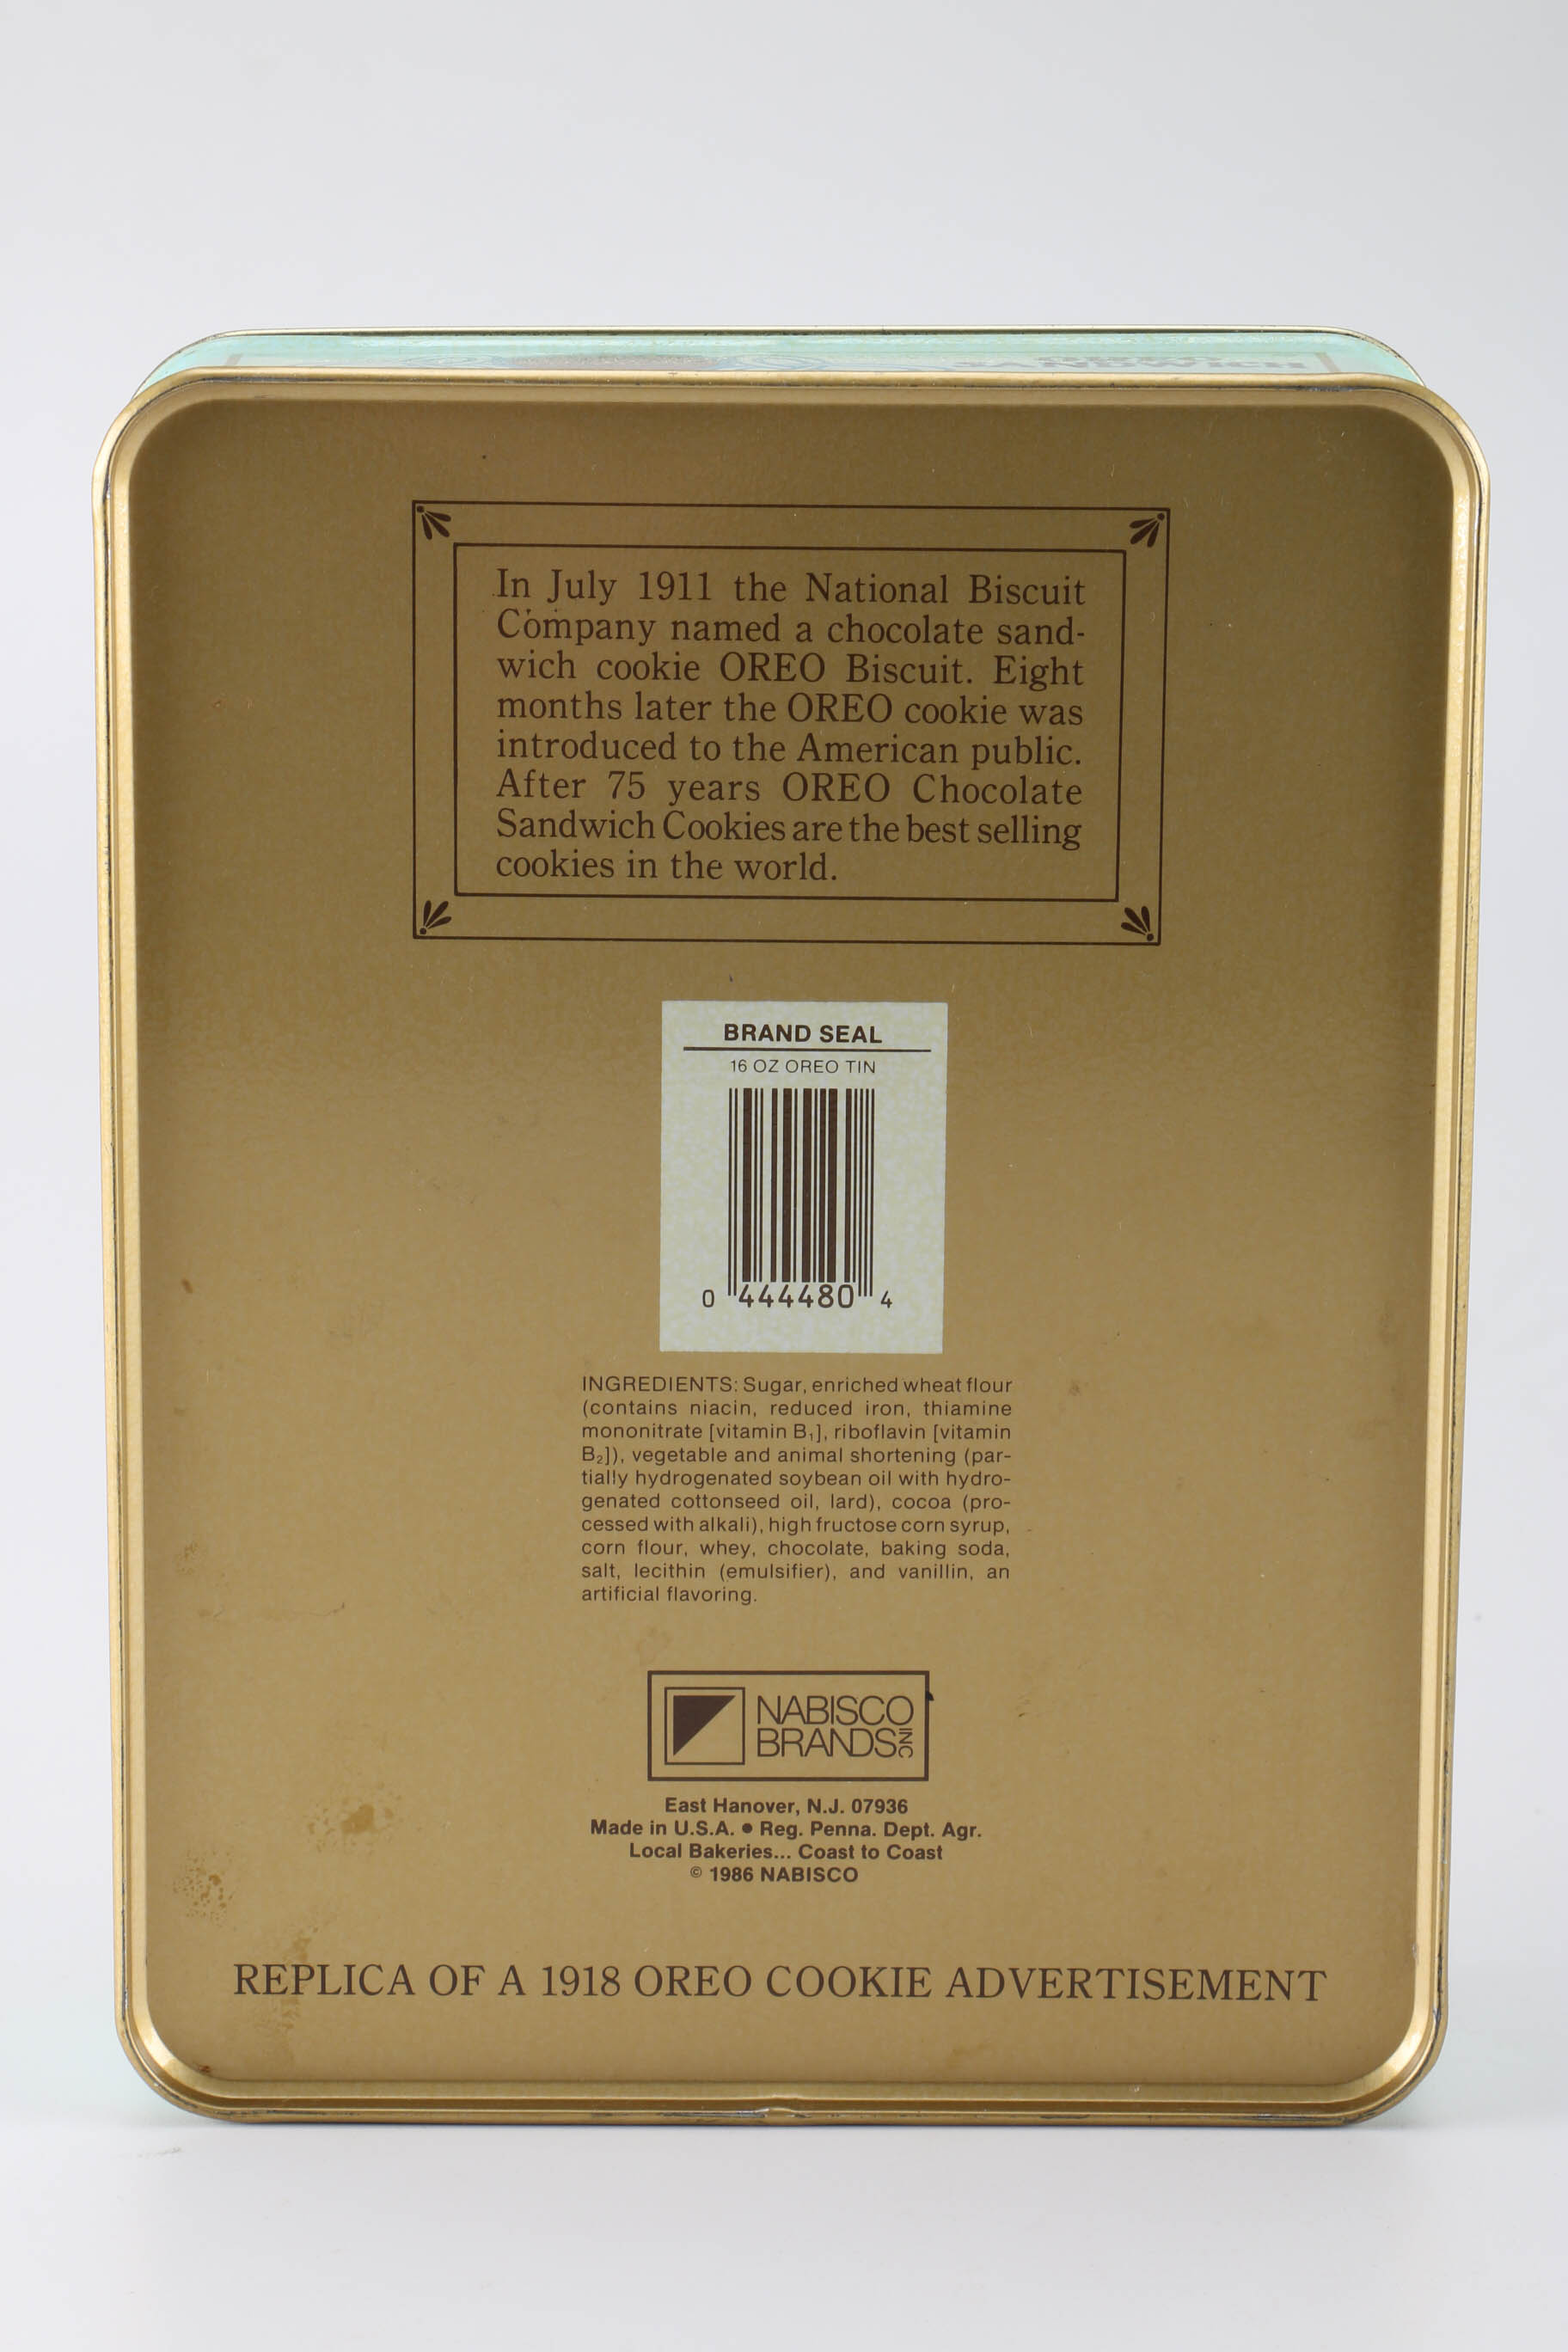 In July 1911 the National Biscuit
Company named a chocolate sand-
wich cookie OREO Biscuit. Eight
months later the OREO cookie was
introduced to the American public.
After 75 years OREO Chocolate
Sandwich Cookies are the best selling
cookies in the world.
BRAND SEAL
16 OZ OREO TIN
0 444480 4
INGREDIENTS: Sugar, enriched wheat flour
(contains niacin, reduced iron, thiamine
mononitrate [vitamin B₁], riboflavin [vitamin
B₂]), vegetable and animal shortening (par-
tially hydrogenated soybean oil with hydro-
genated cottonseed oil, lard), cocoa (pro-
cessed with alkali), high fructose corn syrup,
corn flour, whey, chocolate, baking soda,
salt, lecithin (emulsifier), and vanillin, an
artificial flavoring.
NABISCO
BRANDS INC
East Hanover, N.J. 07936
Made in U.S.A. • Reg. Penna. Dept. Agr.
Local Bakeries... Coast to Coast
© 1986 NABISCO
REPLICA OF A 1918 OREO COOKIE ADVERTISEMENT